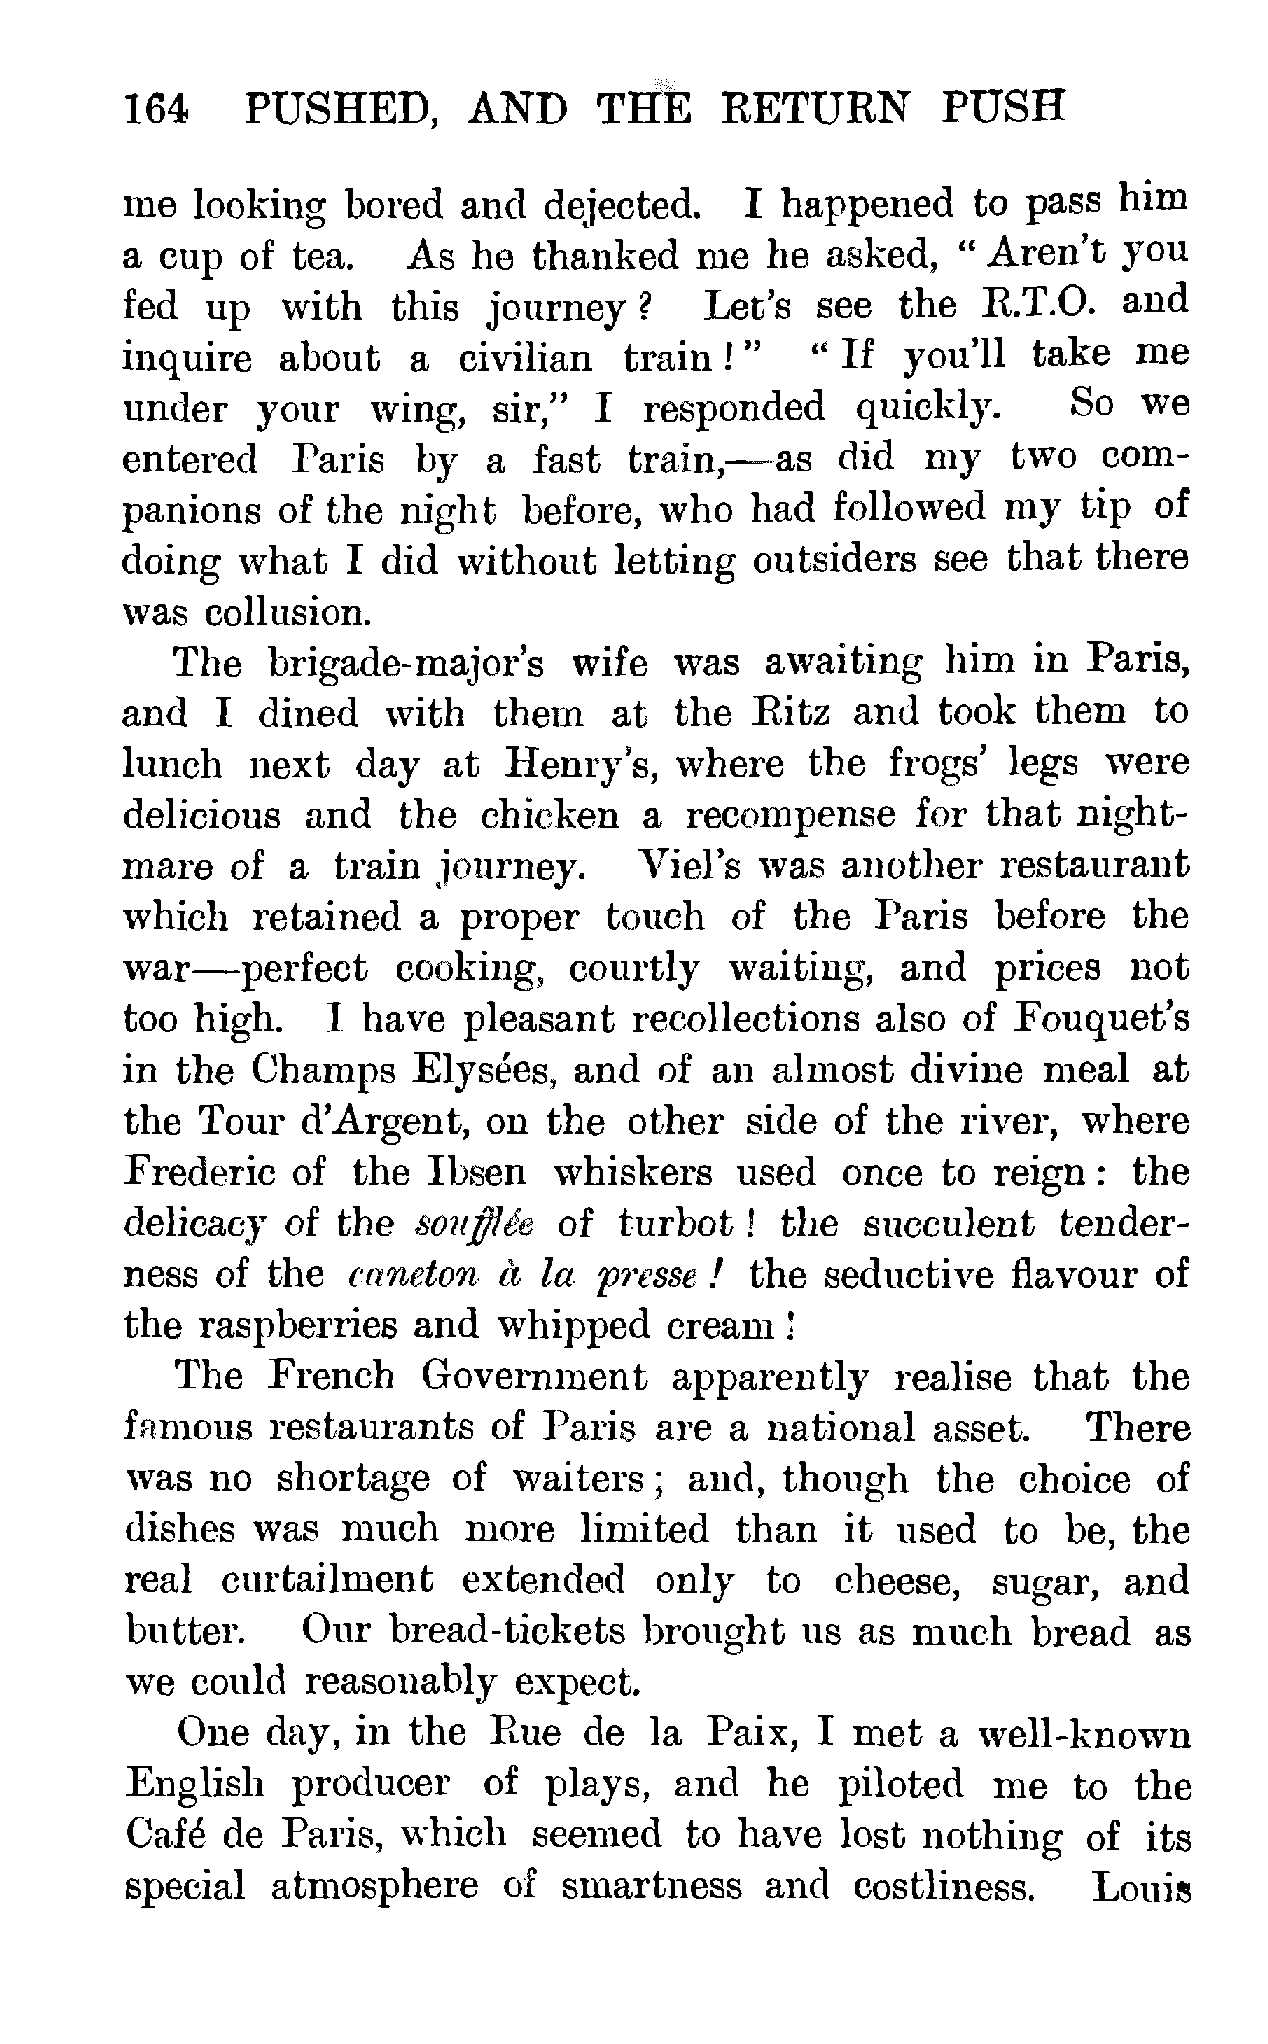 164 PUSHED, AND THE RETURN PUSH
me looking bored and dejected. I happened to pass him
a cup of tea. As he thanked me he asked, “ Aren’t you
fed up with this journey ? Let’s see the R.T.O. and
inquire about a civilian train ! ” “ If you’ll take me
under your wing, sir,” I responded quickly. So we
entered Paris by a fast train,—as did my two com-
panions of the night before, who had followed my tip of
doing what I did without letting outsiders see that there
was collusion.
The brigade-major’s wife was awaiting him in Paris,
and I dined with them at the Ritz and took them to
lunch next day at Henry’s, where the frogs’ legs were
delicious and the chicken a recompense for that night-
mare of a train journey. Viel’s was another restaurant
which retained a proper touch of the Paris before the
war—perfect cooking, courtly waiting, and prices not
too high. I have pleasant recollections also of Fouquet’s
in the Champs Elysées, and of an almost divine meal at
the Tour d’Argent, on the other side of the river, where
Frederic of the Ibsen whiskers used once to reign : the
delicacy of the soufflée of turbot ! the succulent tender-
ness of the caneton à la presse ! the seductive flavour of
the raspberries and whipped cream !
The French Government apparently realise that the
famous restaurants of Paris are a national asset. There
was no shortage of waiters ; and, though the choice of
dishes was much more limited than it used to be, the
real curtailment extended only to cheese, sugar, and
butter. Our bread-tickets brought us as much bread as
we could reasonably expect.
One day, in the Rue de la Paix, I met a well-known
English producer of plays, and he piloted me to the
Café de Paris, which seemed to have lost nothing of its
special atmosphere of smartness and costliness. Louis